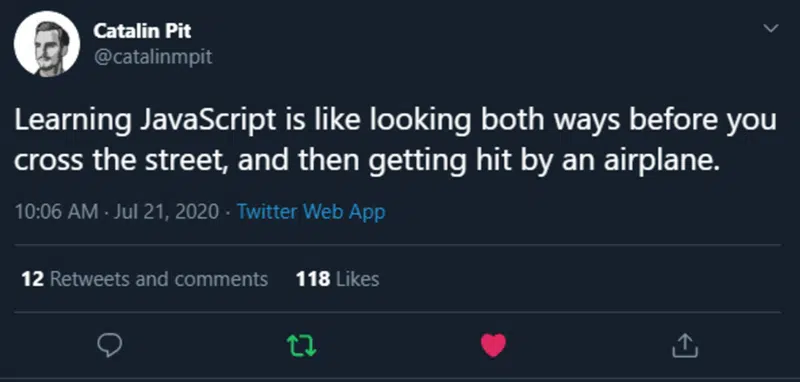 Catalin Pit
@catalinmpit
Learning JavaScript is like looking both ways before you
cross the street, and then getting hit by an airplane.
10:06 AM · Jul 21, 2020 · Twitter Web App
12 Retweets and comments 118 Likes